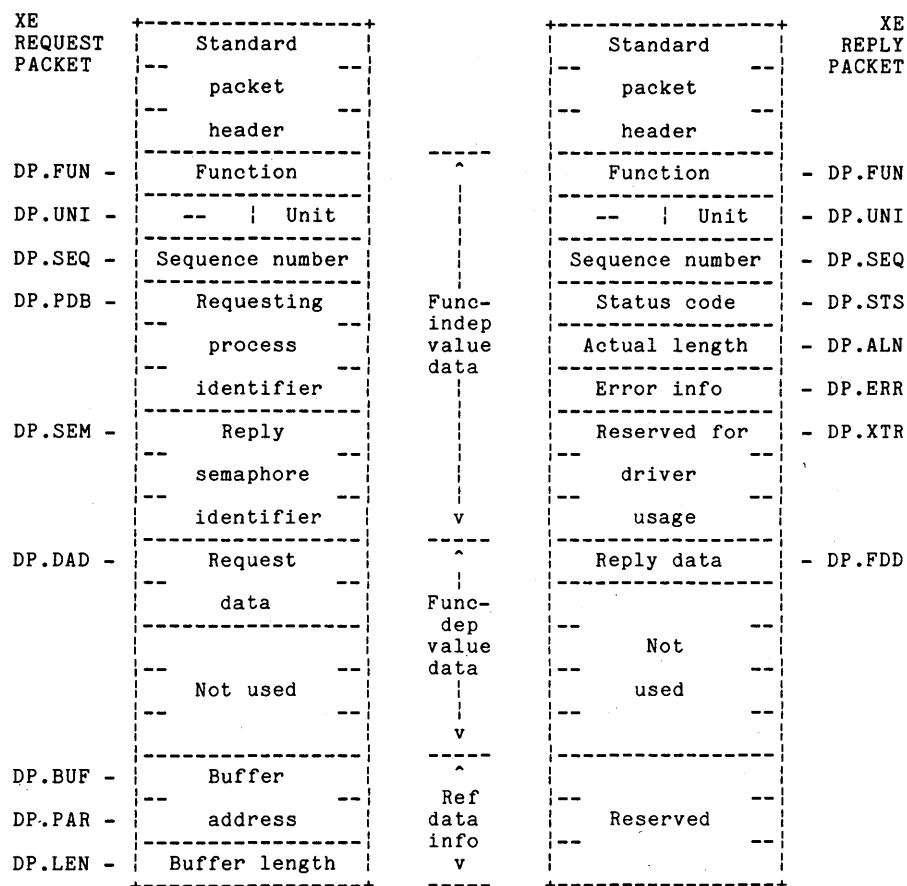 XE                                                    XE
REQUEST        Standard              Standard      REPLY
PACKET                                            PACKET
               packet                packet
               header                header
DP.FUN -       Function       ^      Function      - DP.FUN
DP.UNI -       -- | Unit             -- | Unit     - DP.UNI
DP.SEQ -   Sequence number       Sequence number   - DP.SEQ
DP.PDB -      Requesting    Func-   Status code    - DP.STS
                            indep
               process      value  Actual length   - DP.ALN
                            data
              identifier            Error info     - DP.ERR
DP.SEM -        Reply              Reserved for    - DP.XTR
              semaphore               driver
              identifier      v       usage
DP.DAD -       Request        ^     Reply data     - DP.FDD
                data        Func-
                             dep
                            value      Not
                            data
              Not used                 used
                              v
DP.BUF -       Buffer         ^
                             Ref
DP.PAR -       address      data     Reserved
                            info
DP.LEN -    Buffer length     v